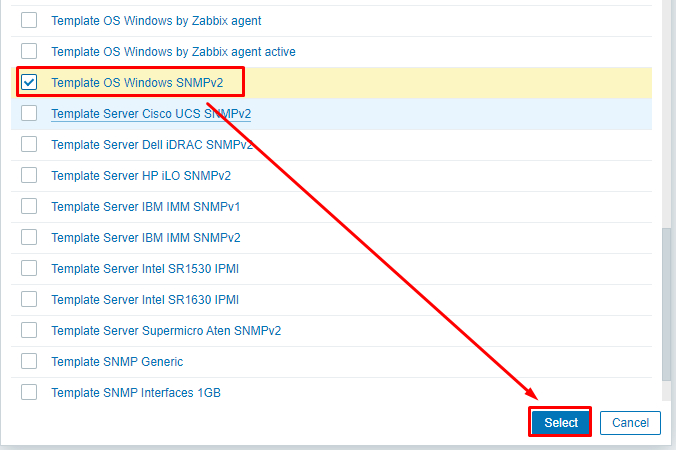 Template OS Windows by Zabbix agent
Template OS Windows by Zabbix agent active
Template OS Windows SNMPv2
Template Server Cisco UCS SNMPv2
Template Server Dell iDRAC SNMPv2
Template Server HP iLO SNMPv2
Template Server IBM IMM SNMPv1
Template Server IBM IMM SNMPv2
Template Server Intel SR1530 IPMI
Template Server Intel SR1630 IPMI
Template Server Supermicro Aten SNMPv2
Template SNMP Generic
Template SNMP Interfaces 1GB
Select Cancel